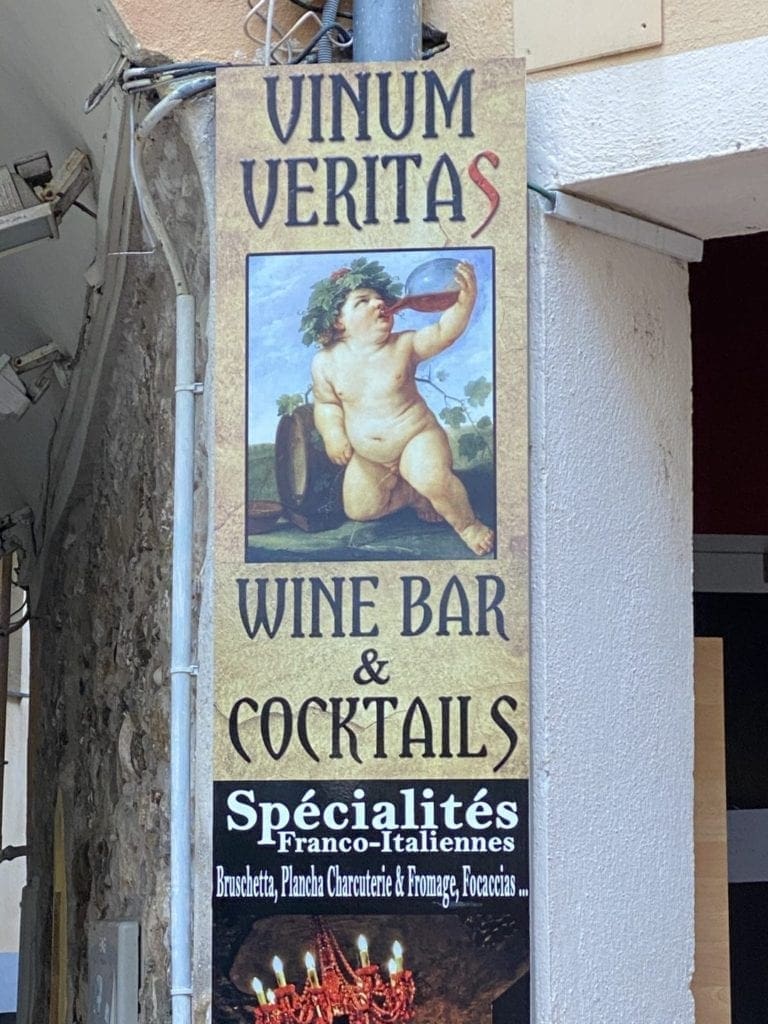 VINUM
VERITAS
WINE BAR
&
COCKTAILS
Spécialités
Franco-Italiennes
Bruschetta, Plancha Charcuterie & Fromage, Focaccias ...